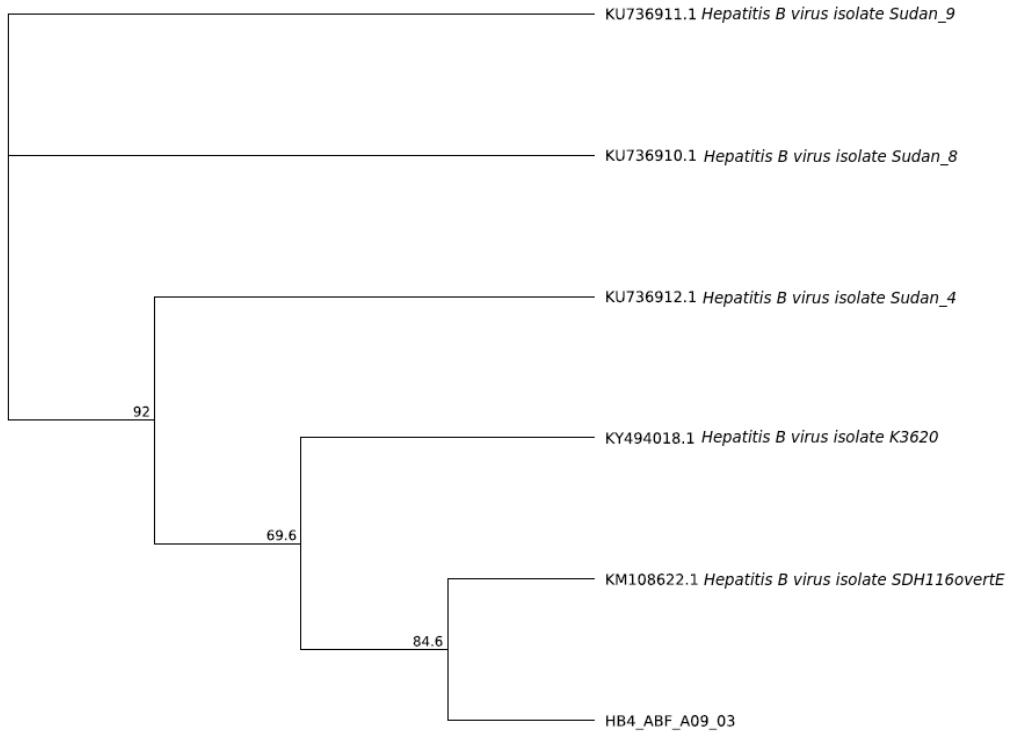 KU736911.1 Hepatitis B virus isolate Sudan_9
KU736910.1 Hepatitis B virus isolate Sudan_8
KU736912.1 Hepatitis B virus isolate Sudan_4
92
KY494018.1 Hepatitis B virus isolate K3620
69.6
KM108622.1 Hepatitis B virus isolate SDH116overtE
84.6
HB4_ABF_A09_03